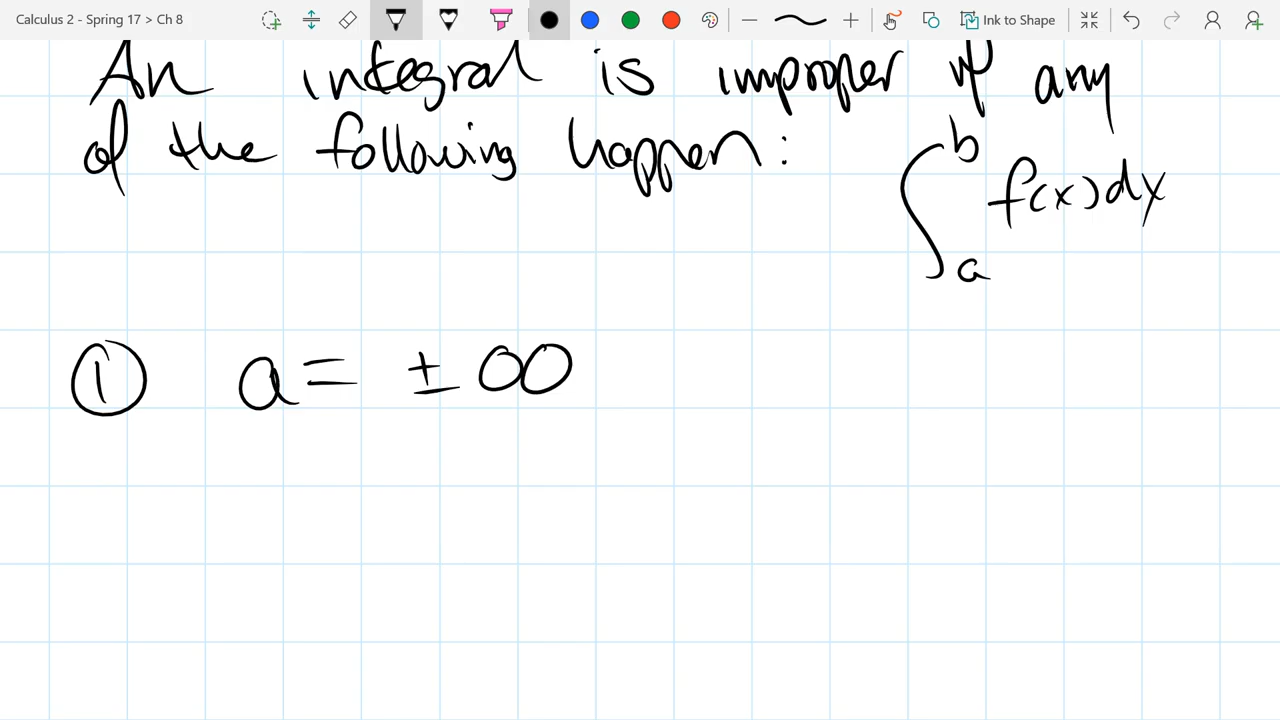 Calculus 2 - Spring 17 > Ch 8
Ink to Shape
An integral is improper if any
of the following happen:
∫_a^b f(x)dx
① a = ± ∞